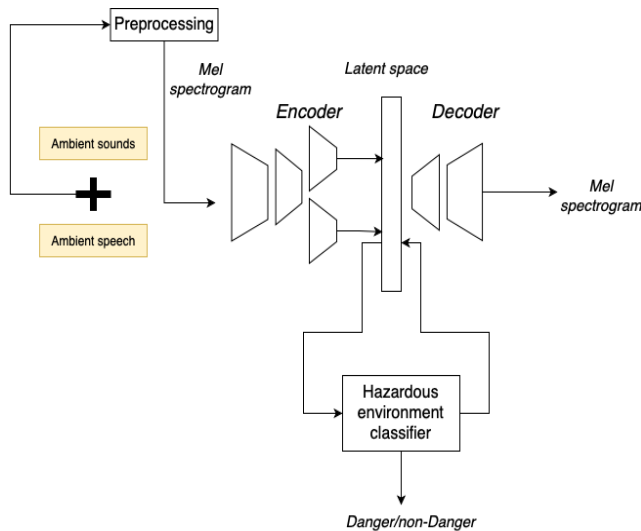 Preprocessing
Mel
spectrogram
Latent space
Encoder
Decoder
Ambient sounds
Ambient speech
Mel
spectrogram
Hazardous
environment
classifier
Danger/non-Danger